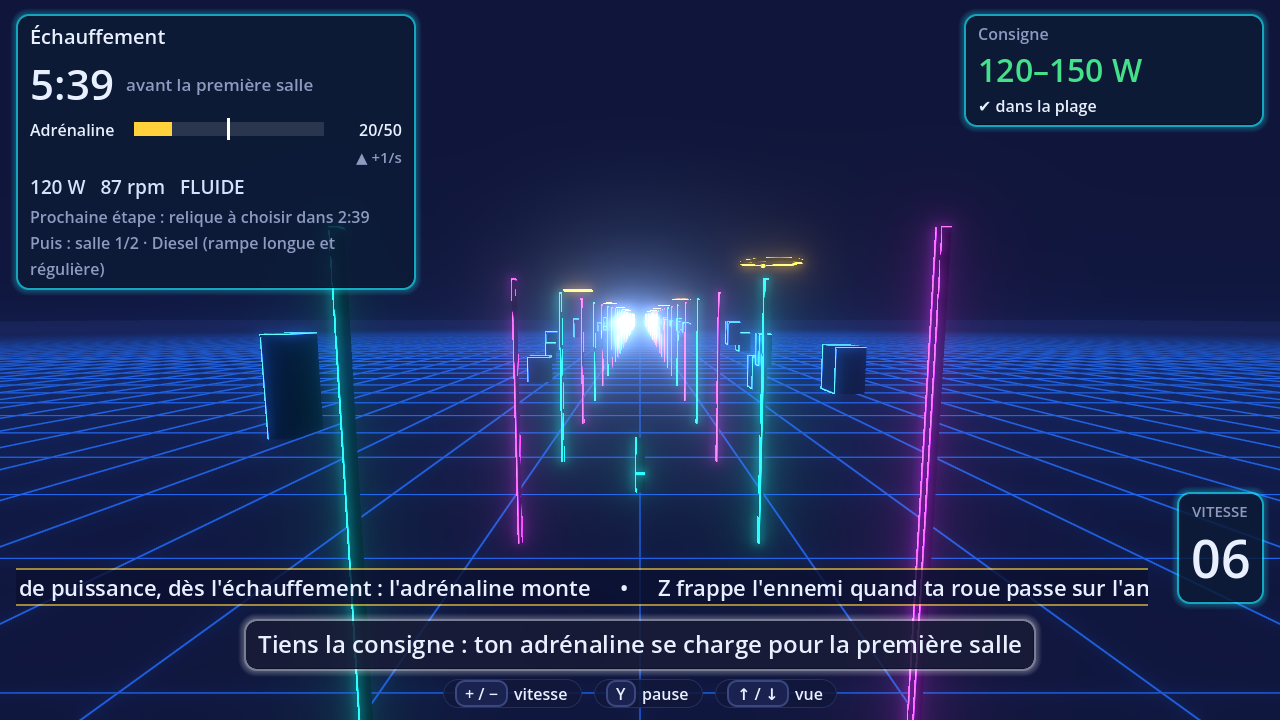 Échauffement
5:39 avant la première salle
Adrénaline 20/50
▲ +1/s
120 W 87 rpm FLUIDE
Prochaine étape : relique à choisir dans 2:39
Puis : salle 1/2 · Diesel (rampe longue et
régulière)
Consigne
120–150 W
✔ dans la plage
VITESSE
06
de puissance, dès l'échauffement : l'adrénaline monte • Z frappe l'ennemi quand ta roue passe sur l'an
Tiens la consigne : ton adrénaline se charge pour la première salle
+ / − vitesse Y pause ↑ / ↓ vue